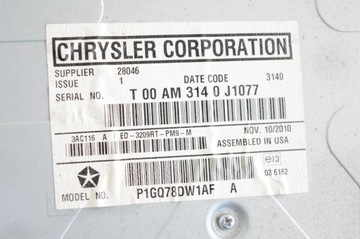 CHRYSLER CORPORATION
SUPPLIER 28046
ISSUE 1 DATE CODE 3140
SERIAL NO. T 00 AM 314 0 J1077
3AC116 A / ED-3209RT-PM9-M NOV. 10/2010
ASSEMBLED IN USA
e13
03 6162
MODEL NO. P1GQ78DW1AF A